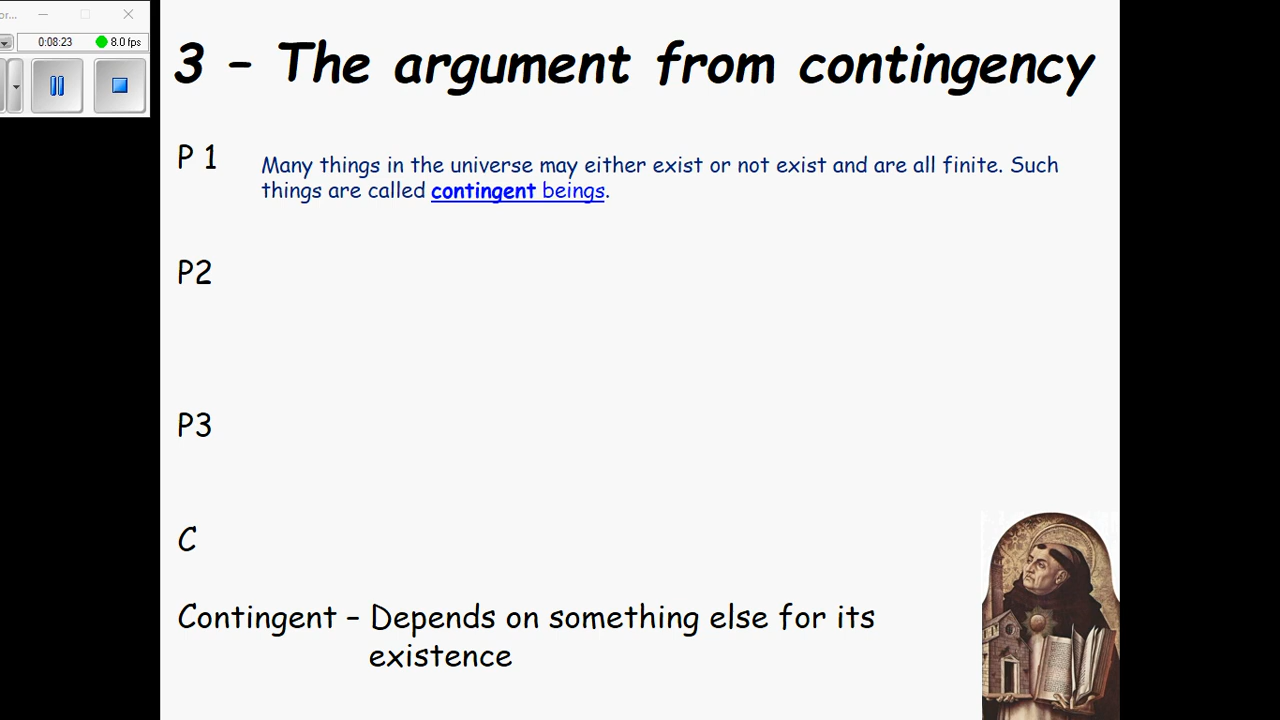 or...
0:08:23 8.0 fps
3 – The argument from contingency
P 1 Many things in the universe may either exist or not exist and are all finite. Such
things are called contingent beings.
P2
P3
C
Contingent – Depends on something else for its
existence